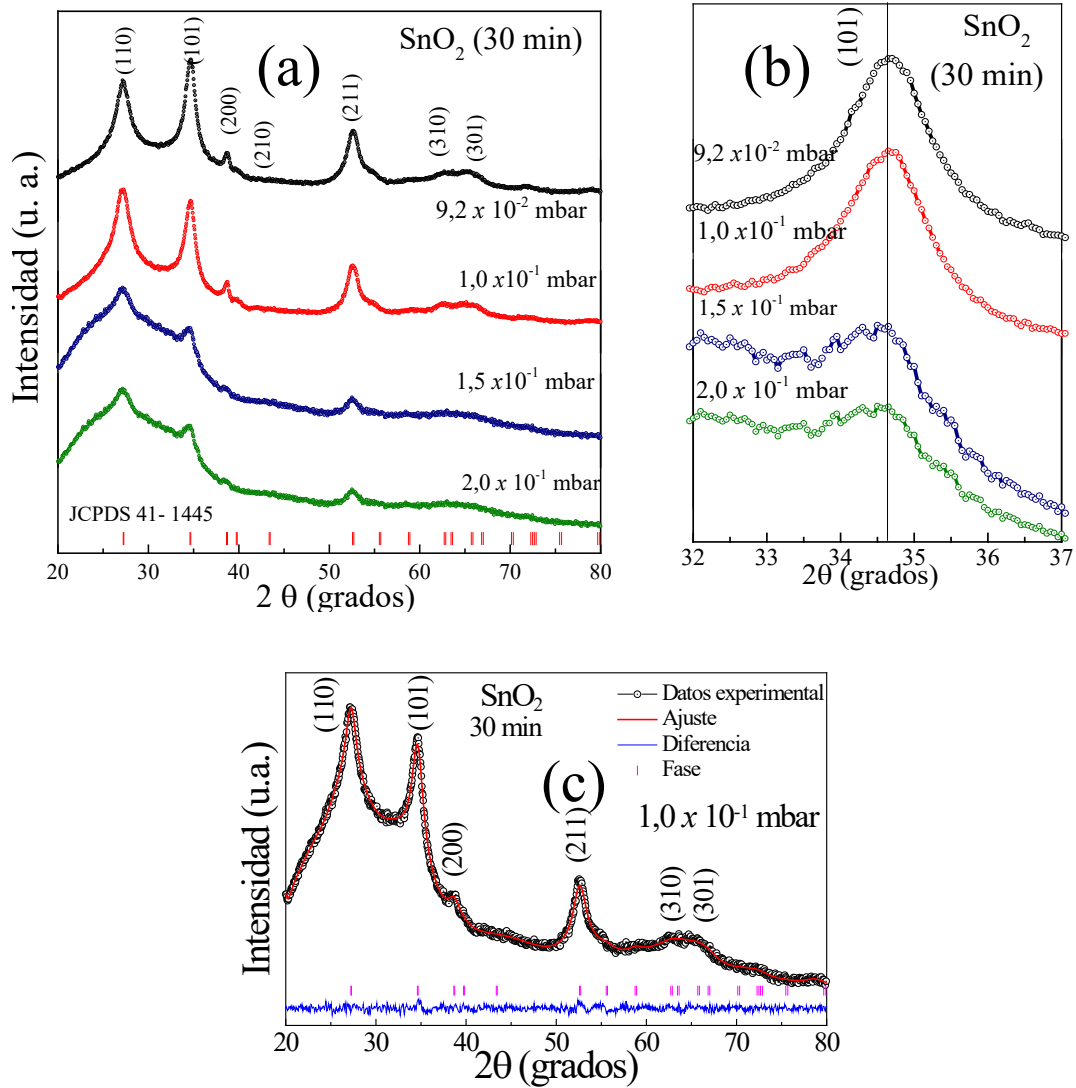 (a)
SnO2 (30 min)
(110)
(101)
(200)
(210)
(211)
(310)
(301)
9,2 x 10-2 mbar
1,0x10-1 mbar
1,5 x10-1 mbar
2,0 x 10-1 mbar
JCPDS 41- 1445
Intensidad (u. a.)
20 30 40 50 60 70 80
2 θ (grados)
(b)
(101)
SnO2
(30 min)
9,2 x10-2 mbar
1,0 x10-1 mbar
1,5 x10-1 mbar
2,0 x 10-1 mbar
32 33 34 35 36 37
2θ (grados)
(c)
SnO2
30 min
(110)
(101)
(200)
(211)
(310)
(301)
Datos experimental
Ajuste
Diferencia
Fase
1,0 x 10-1 mbar
Intensidad (u.a.)
20 30 40 50 60 70 80
2θ (grados)